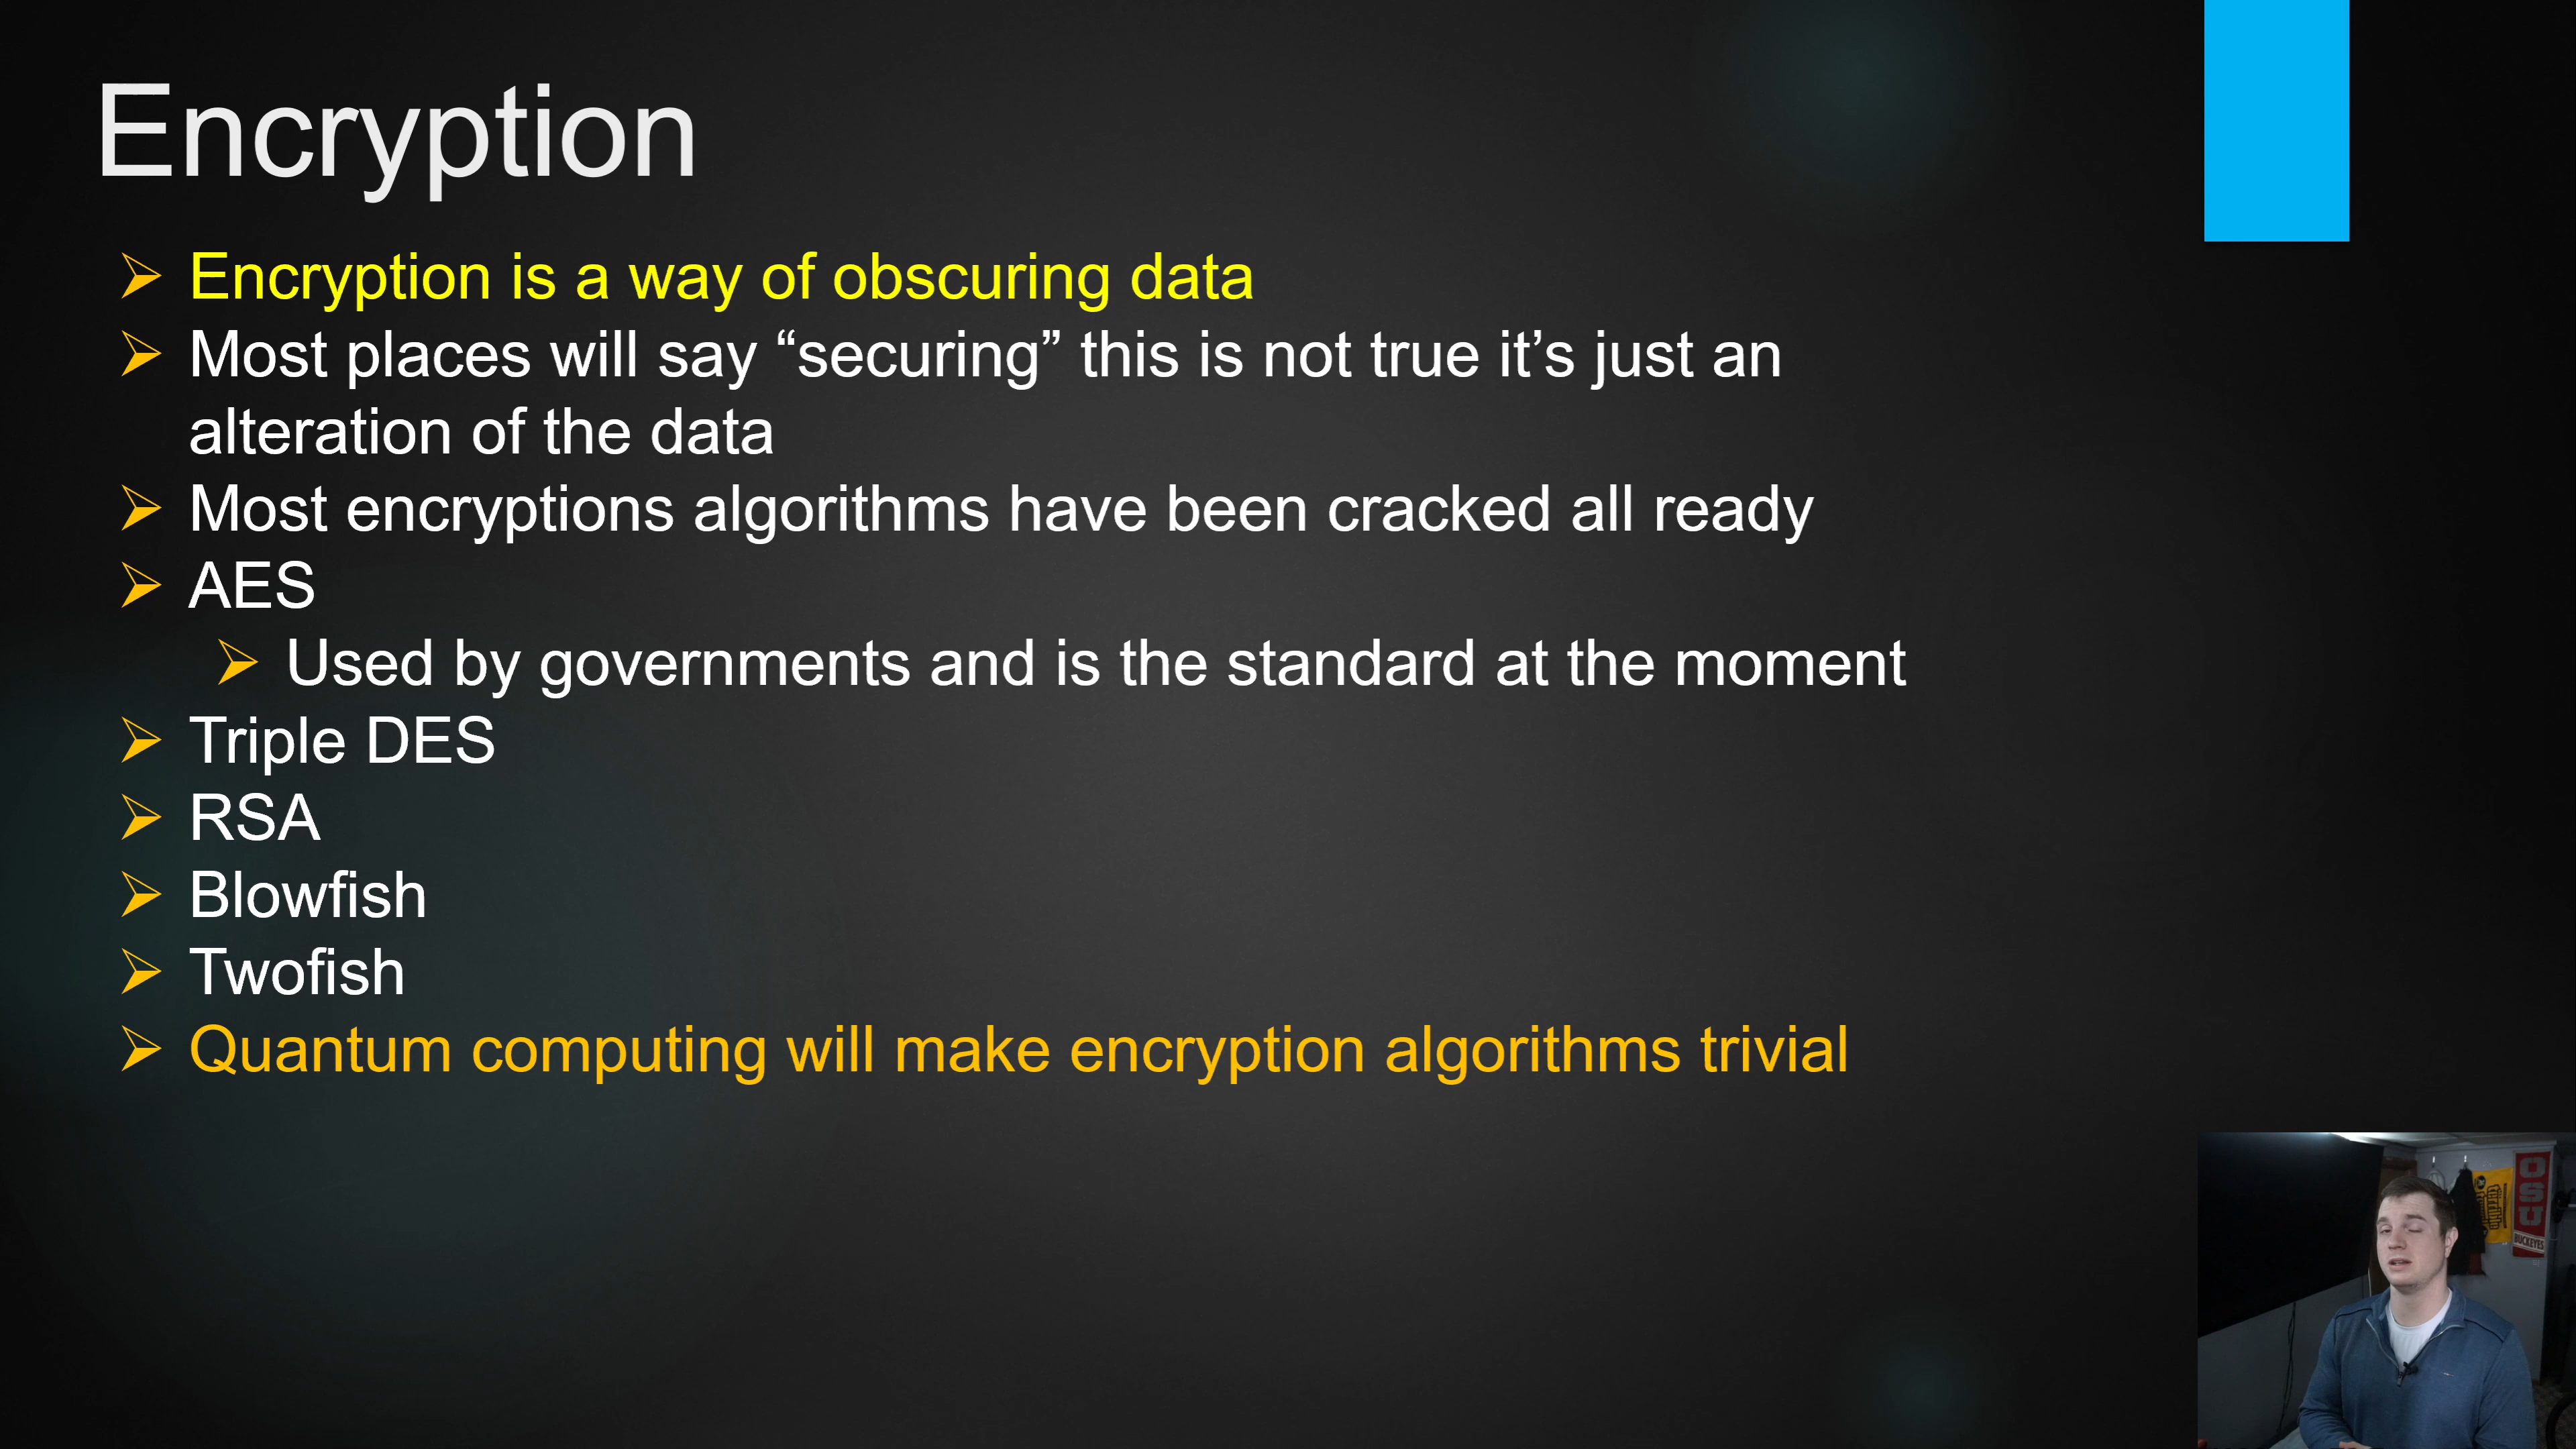 Encryption
Encryption is a way of obscuring data
Most places will say “securing” this is not true it’s just an
alteration of the data
Most encryptions algorithms have been cracked all ready
AES
Used by governments and is the standard at the moment
Triple DES
RSA
Blowfish
Twofish
Quantum computing will make encryption algorithms trivial
OSU
BUCKEYES